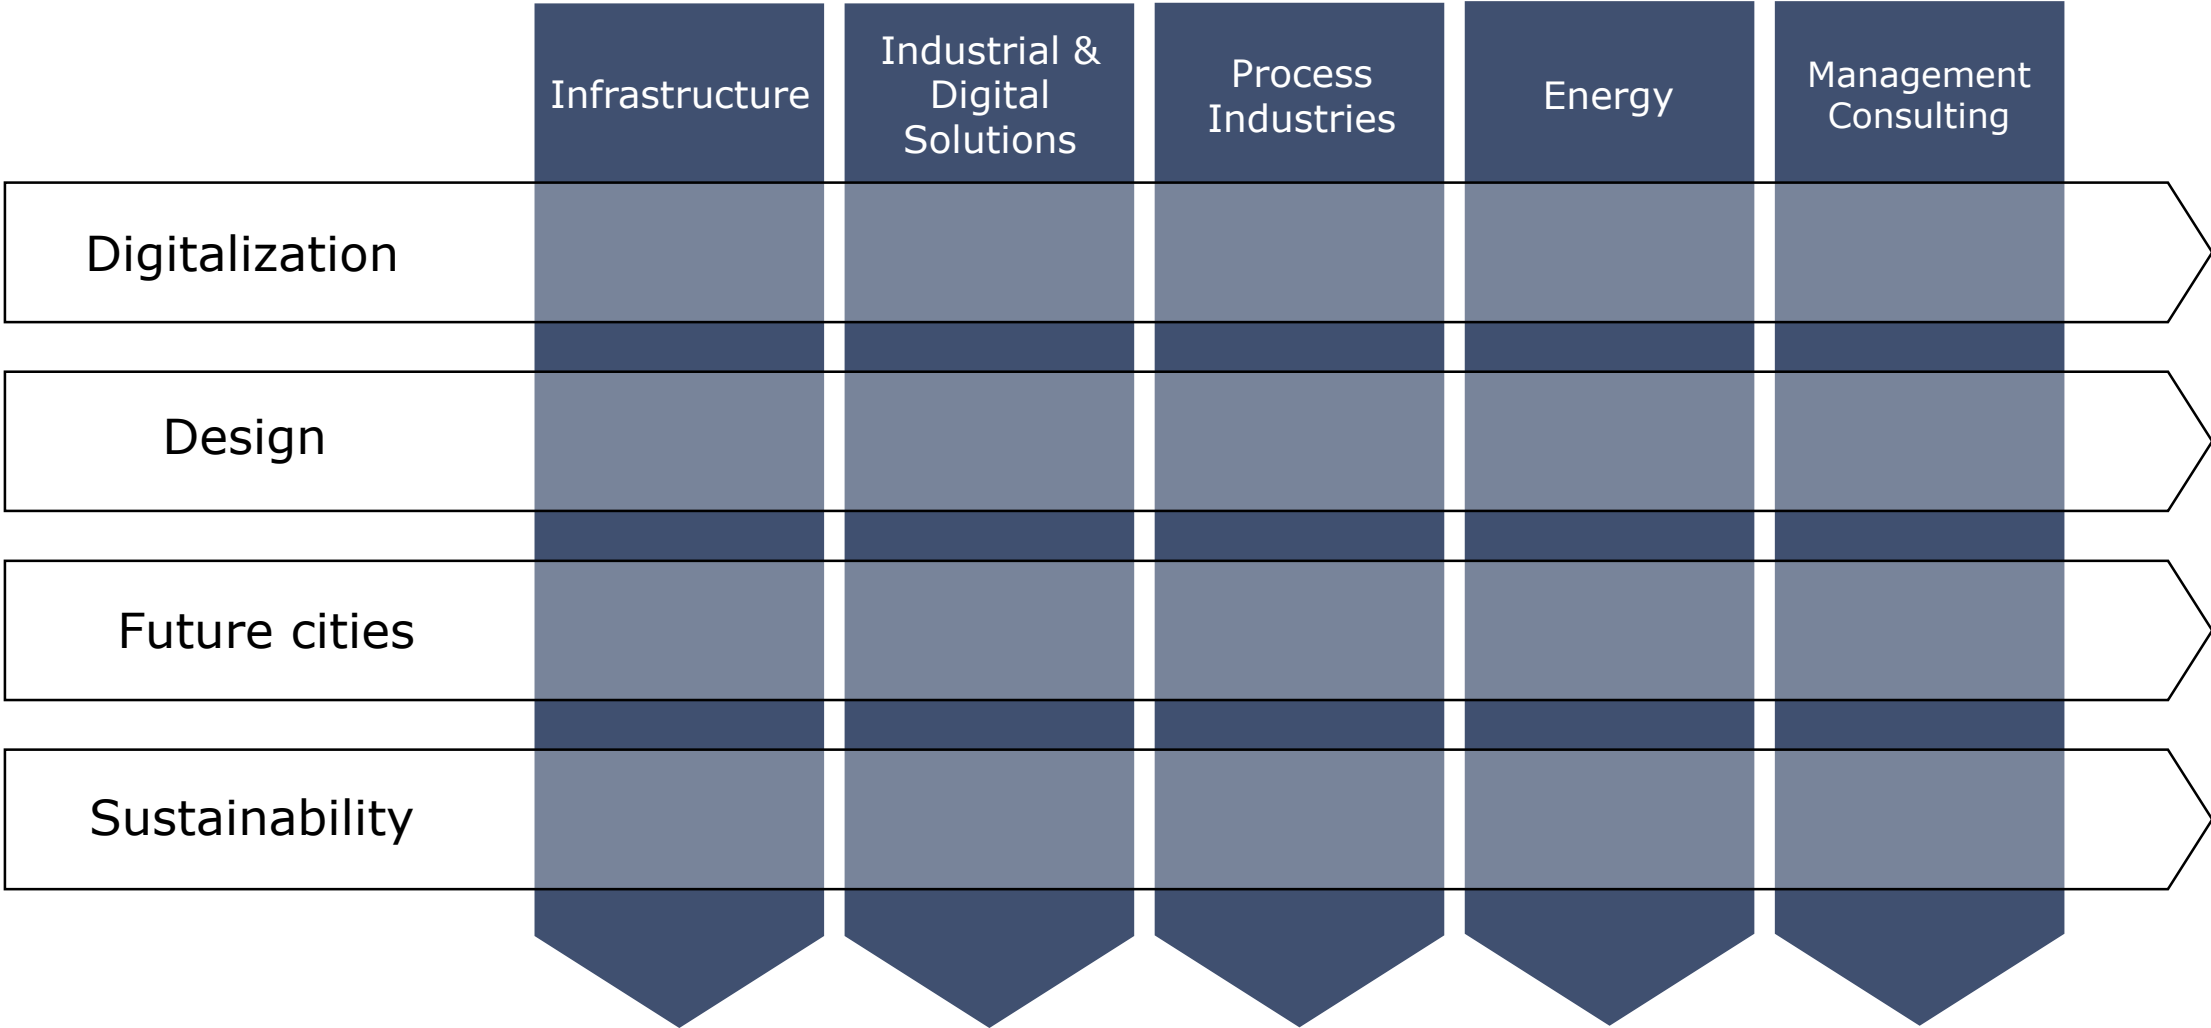 Infrastructure
Industrial &
Digital
Solutions
Process
Industries
Energy
Management
Consulting
Digitalization
Design
Future cities
Sustainability